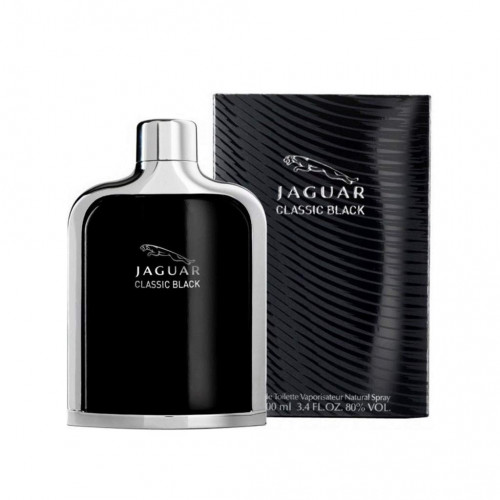 JAGUAR
CLASSIC BLACK
JAGUAR
CLASSIC BLACK
Toilette Vaporisateur Natural Spray
ml 3.4 FL.OZ. 80% VOL.